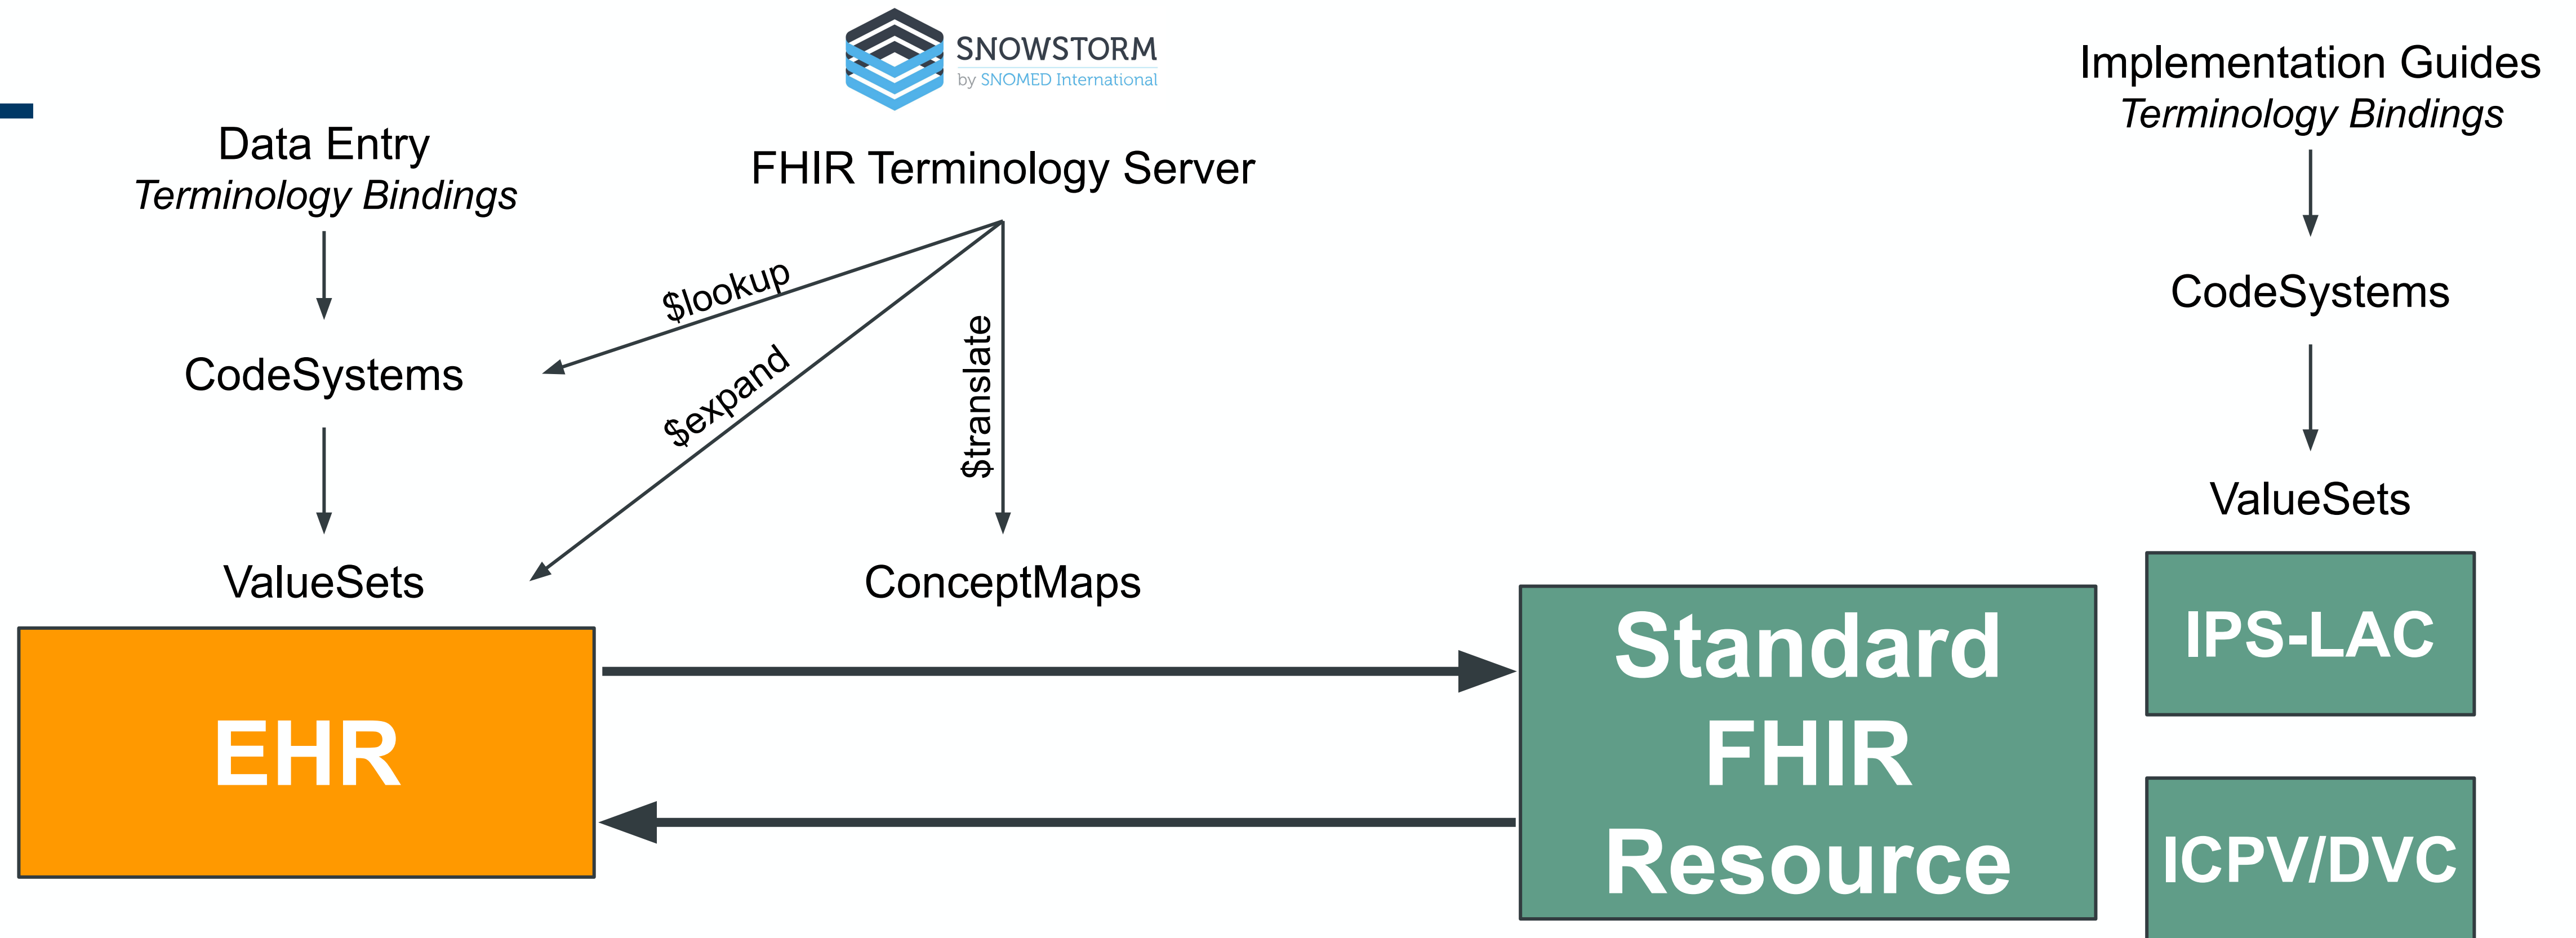 SNOWSTORM
by SNOMED International
Implementation Guides
Terminology Bindings
Data Entry
Terminology Bindings
FHIR Terminology Server
$lookup
$expand
$translate
CodeSystems
CodeSystems
ValueSets
ConceptMaps
ValueSets
EHR
Standard
FHIR
Resource
IPS-LAC
ICPV/DVC